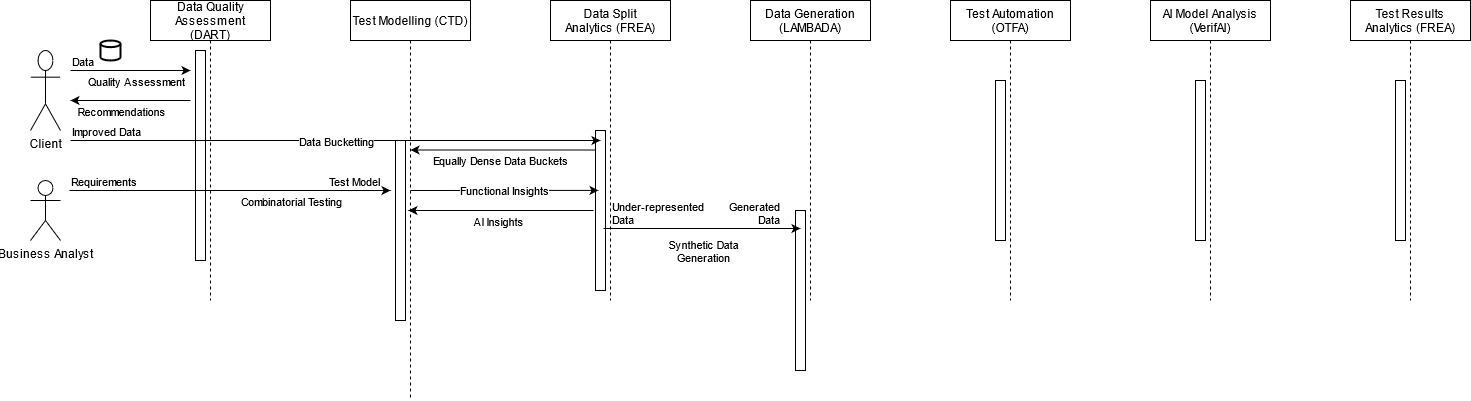 Data Quality
Assessment
(DART)
Test Modelling (CTD)
Data Split
Analytics (FREA)
Data Generation
(LAMBADA)
Test Automation
(OTFA)
AI Model Analysis
(VerifAI)
Test Results
Analytics (FREA)
Data
Quality Assessment
Recommendations
Improved Data
Client
Data Bucketting
Equally Dense Data Buckets
Requirements
Test Model
Functional Insights
Combinatorial Testing
Under-represented
Data
Generated
Data
AI Insights
Synthetic Data
Generation
Business Analyst